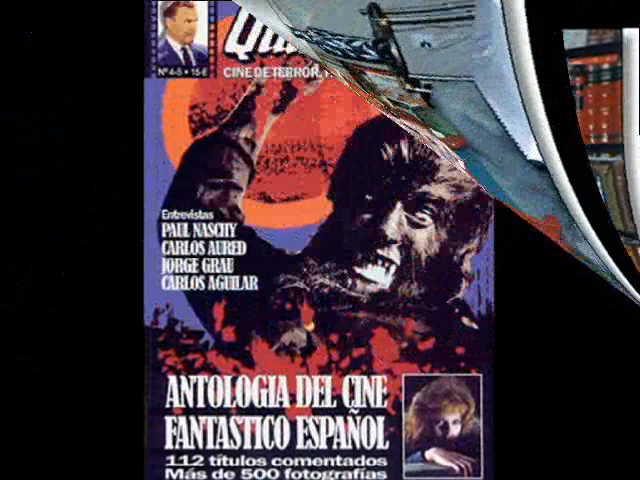 Nº 4-5 • 15 E
CINE DE TERROR,
Entrevistas
PAUL NASCHY
CARLOS AURED
JORGE GRAU
CARLOS AGUILAR
ANTOLOGIA DEL CINE
FANTASTICO ESPAÑOL
112 títulos comentados
Más de 500 fotografías